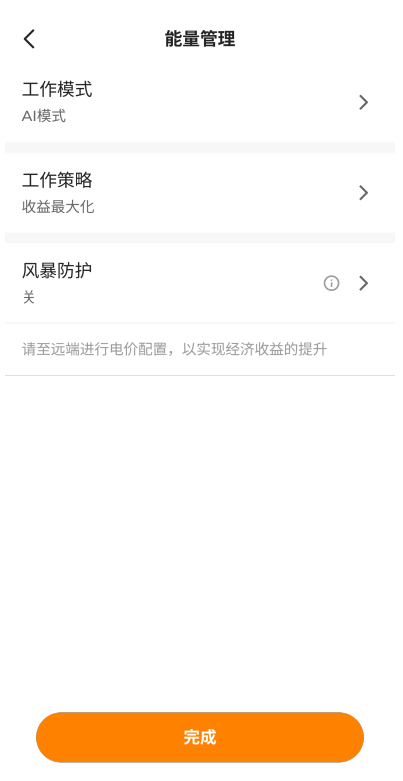 能量管理
工作模式
AI模式
工作策略
收益最大化
风暴防护
关
请至远端进行电价配置，以实现经济收益的提升
完成